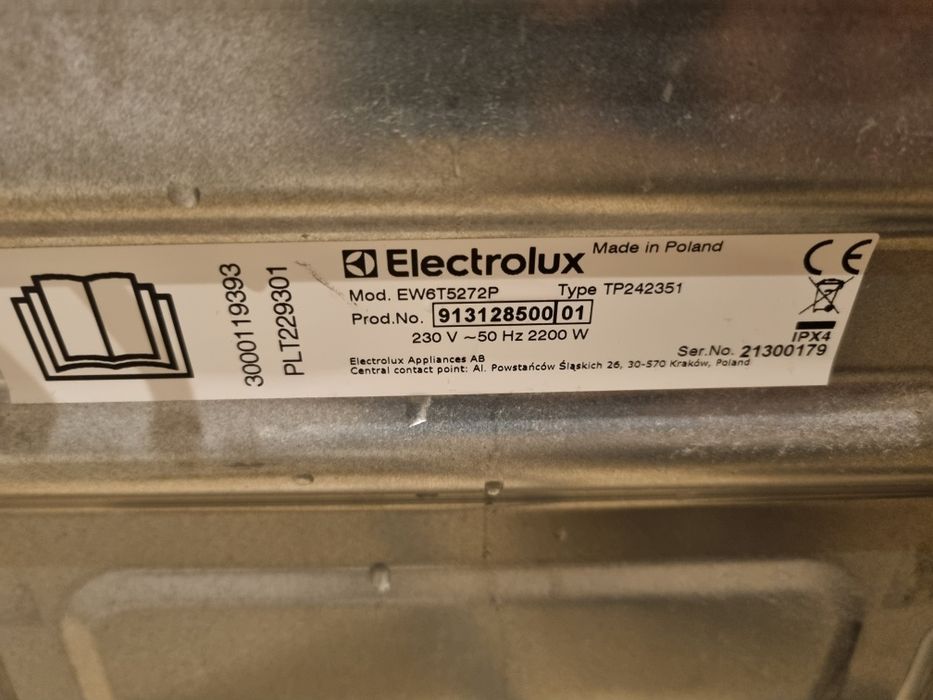 3000119393
PLT229301
Electrolux Made in Poland
Mod. EW6T5272P Type TP242351
Prod.No. 913128500 01
230 V ~50 Hz 2200 W
CE
IPX4
Ser.No. 21300179
Electrolux Appliances AB
Central contact point: Al. Powstańców Śląskich 26, 30-570 Kraków, Poland